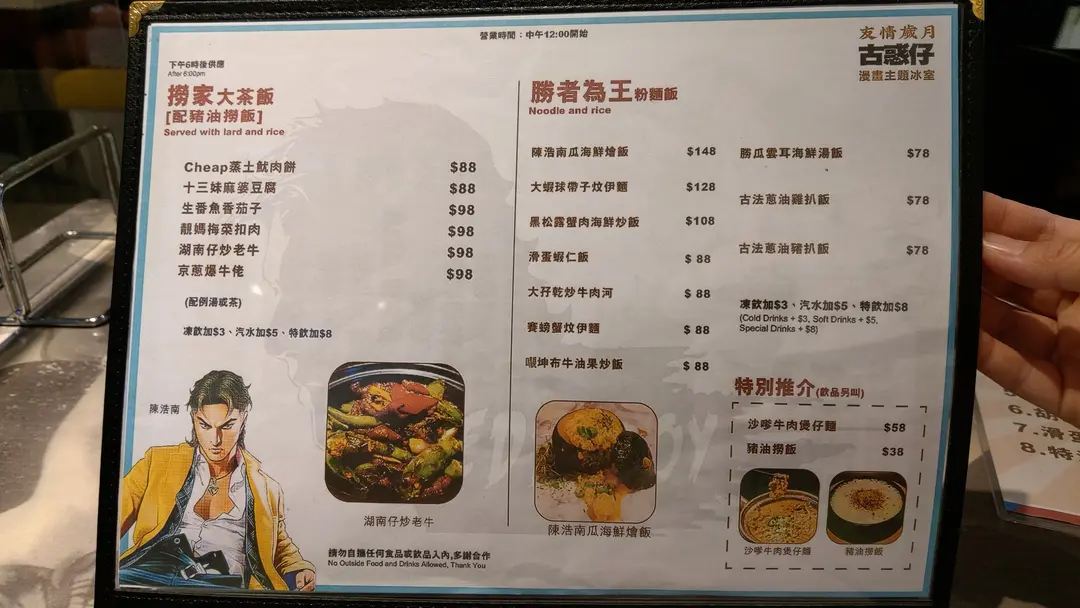 營業時間：中午12:00開始
友情歲月
古惑仔
漫畫主題冰室
下午6時後供應
After 6:00pm
撈家大茶飯
[配豬油撈飯]
Served with lard and rice
Cheap蒸土魷肉餅 $88
十三妹麻婆豆腐 $88
生番魚香茄子 $98
靚媽梅菜扣肉 $98
湖南仔炒老牛 $98
京蔥爆牛佬 $98
(配例湯或茶)
凍飲加$3、汽水加$5、特飲加$8
陳浩南
湖南仔炒老牛
請勿自攜任何食品或飲品入內,多謝合作
No Outside Food and Drinks Allowed, Thank You
勝者為王粉麵飯
Noodle and rice
陳浩南瓜海鮮燴飯 $148
大蝦球帶子炆伊麵 $128
黑松露蟹肉海鮮炒飯 $108
滑蛋蝦仁飯 $ 88
大孖乾炒牛肉河 $ 88
賽螃蟹炆伊麵 $ 88
嚫坤布牛油果炒飯 $ 88
陳浩南瓜海鮮燴飯
勝瓜雲耳海鮮湯飯 $78
古法蔥油雞扒飯 $78
古法蔥油豬扒飯 $78
凍飲加$3、汽水加$5、特飲加$8
(Cold Drinks + $3, Soft Drinks + $5,
Special Drinks + $8)
特別推介(飲品另叫)
沙嗲牛肉煲仔麵 $58
豬油撈飯 $38
沙嗲牛肉煲仔麵
豬油撈飯
6.
7.滑蛋
8.特